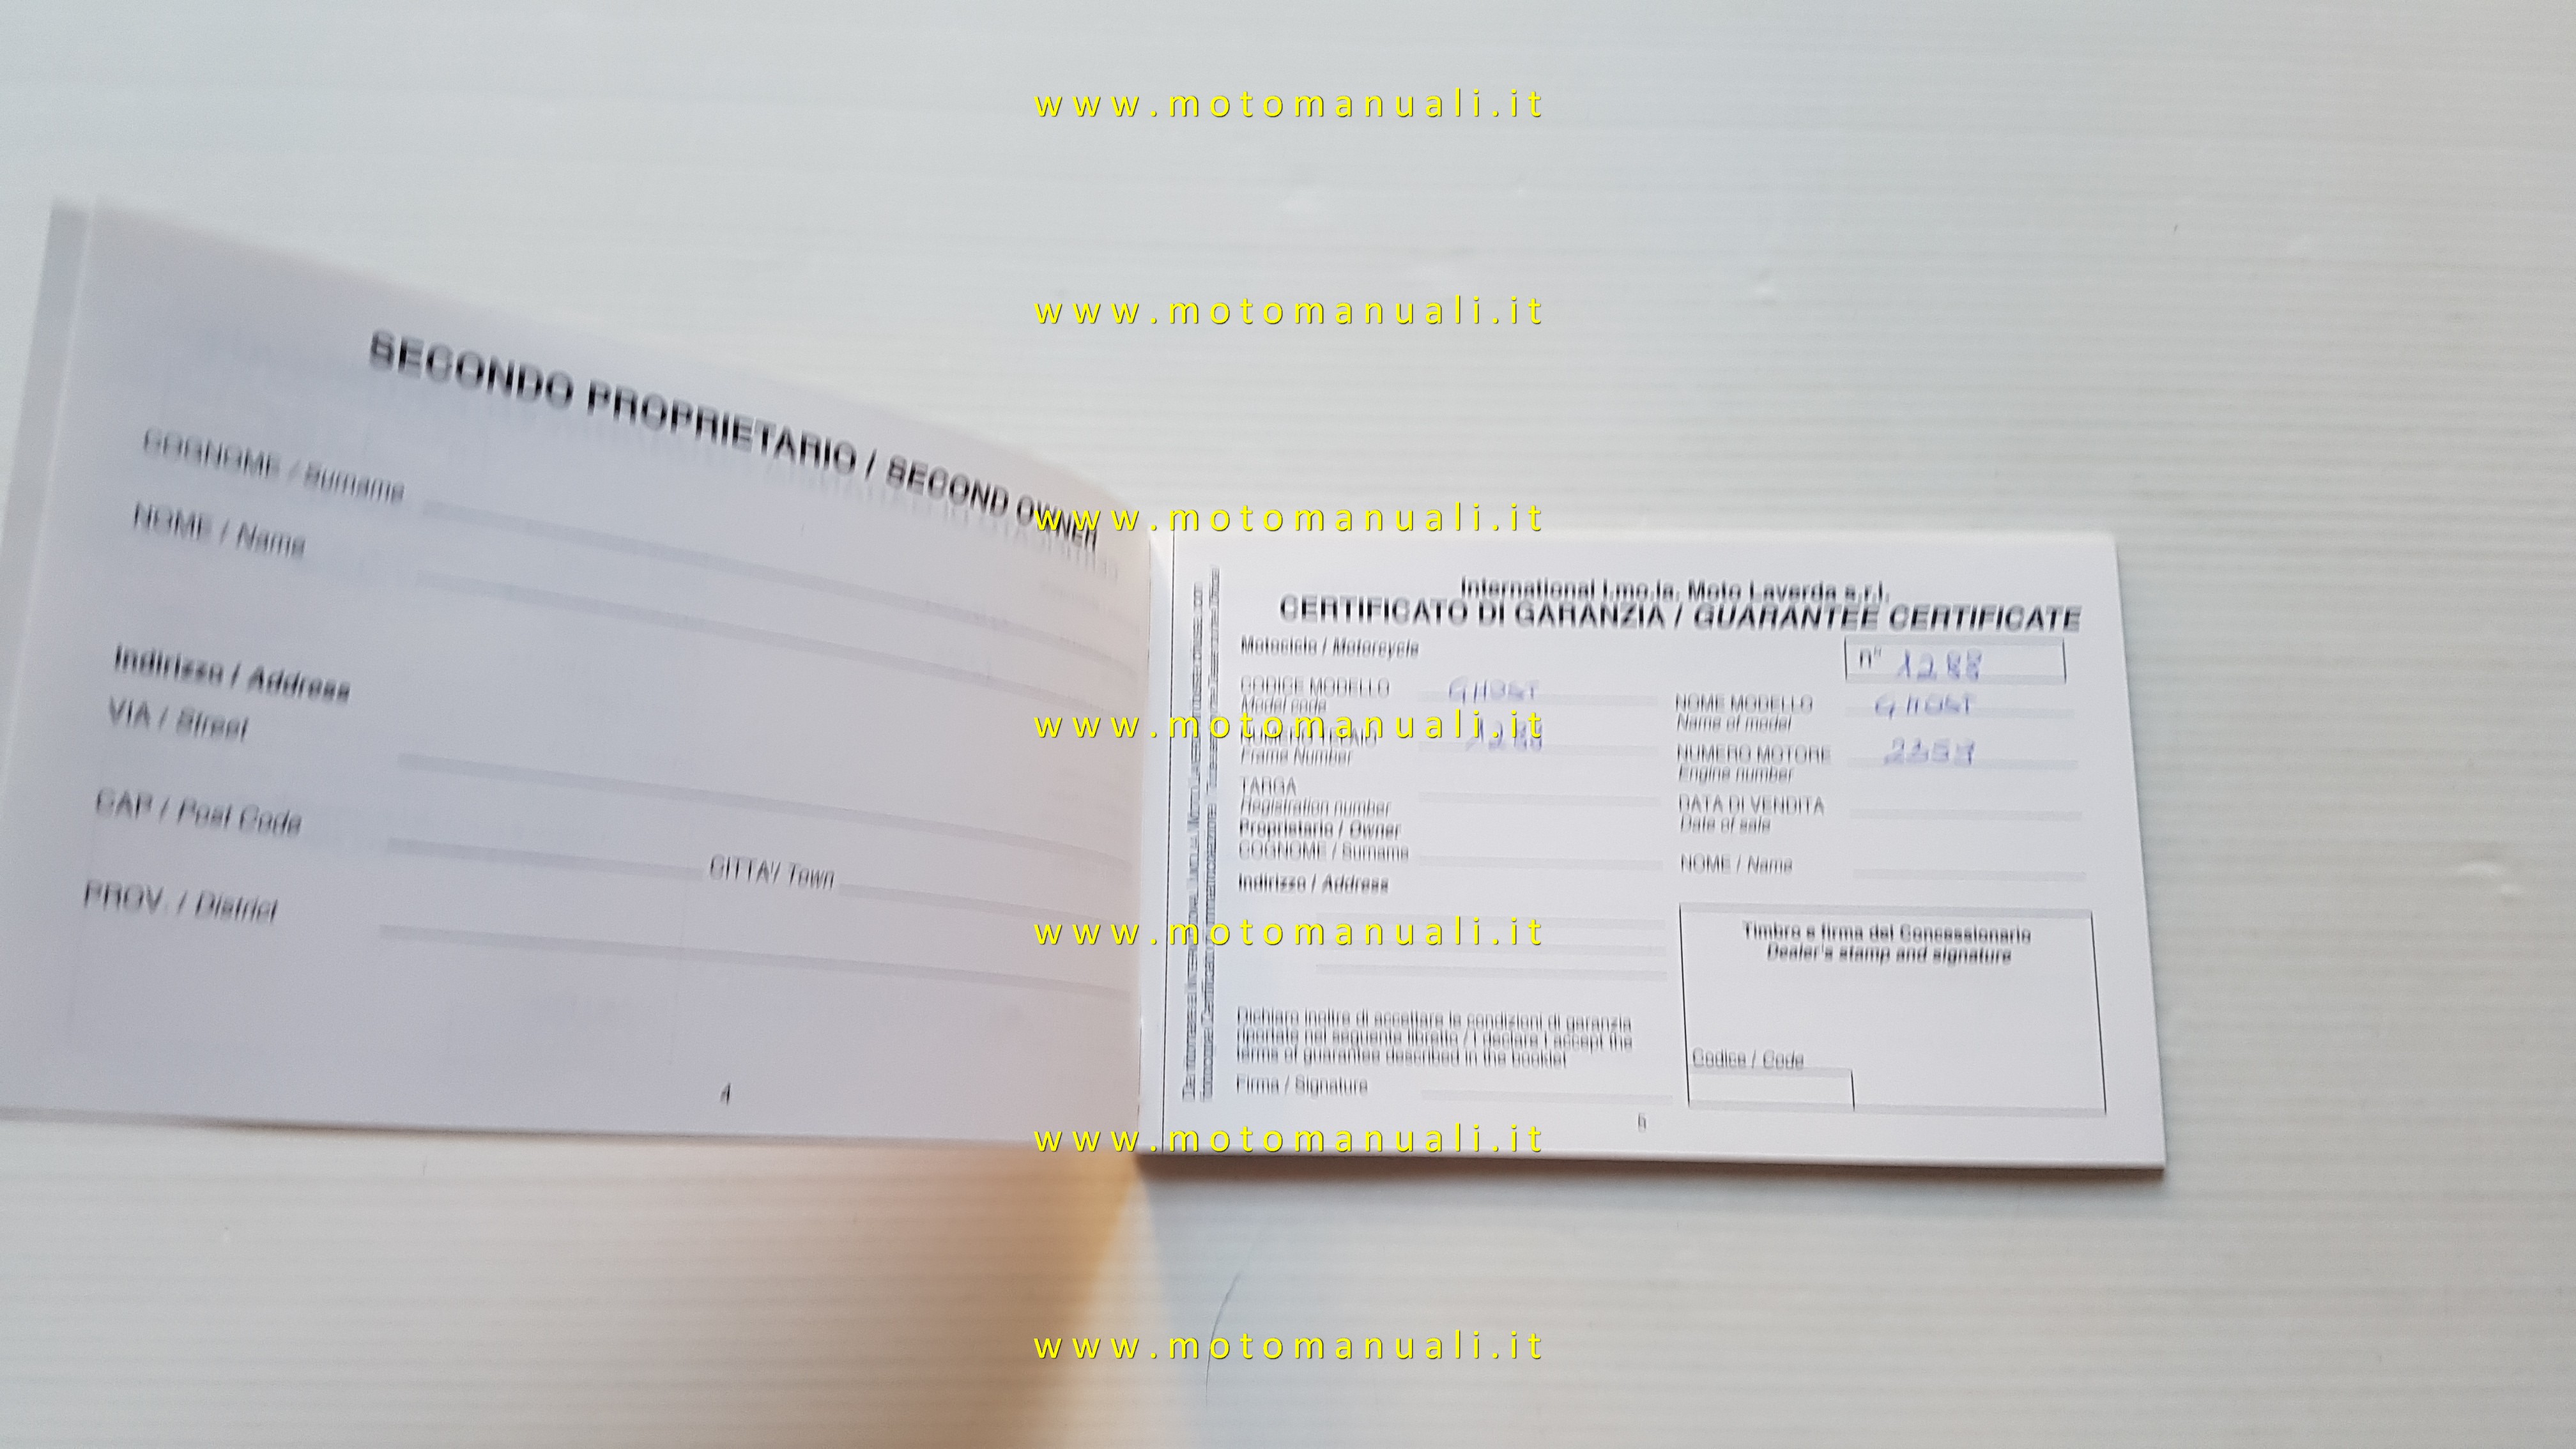 www.motomanuali.it
www.motomanuali.it
SECONDO PROPRIETARIO / SECOND OWNER
COGNOME / Surname
NOME / Name
Indirizzo / Address
VIA / Street
CAP / Post Code
CITTA'/ Town
PROV. / District
4
www.motomanuali.it
International I.mo.la. Moto Laverda s.r.l.
CERTIFICATO DI GARANZIA / GUARANTEE CERTIFICATE
Motociclo / Motorcycle
n° 1288
CODICE MODELLO GHOST
Model code
NOME MODELLO GHOST
Name of model
www.motomanuali.it
NUMERO TELAIO 1288
Frame Number
NUMERO MOTORE
Engine number
TARGA
Registration number
DATA DI VENDITA
Date of sale
Proprietario / Owner
COGNOME / Surname
NOME / Name
Indirizzo / Address
www.motomanuali.it
Timbro e firma del Concessionario
Dealer's stamp and signature
Dichiaro inoltre di accettare le condizioni di garanzia
riportate nel seguente libretto / I declare I accept the
terms of guarantee described in the booklet
Firma / Signature
Codice / Code
www.motomanuali.it
www.motomanuali.it